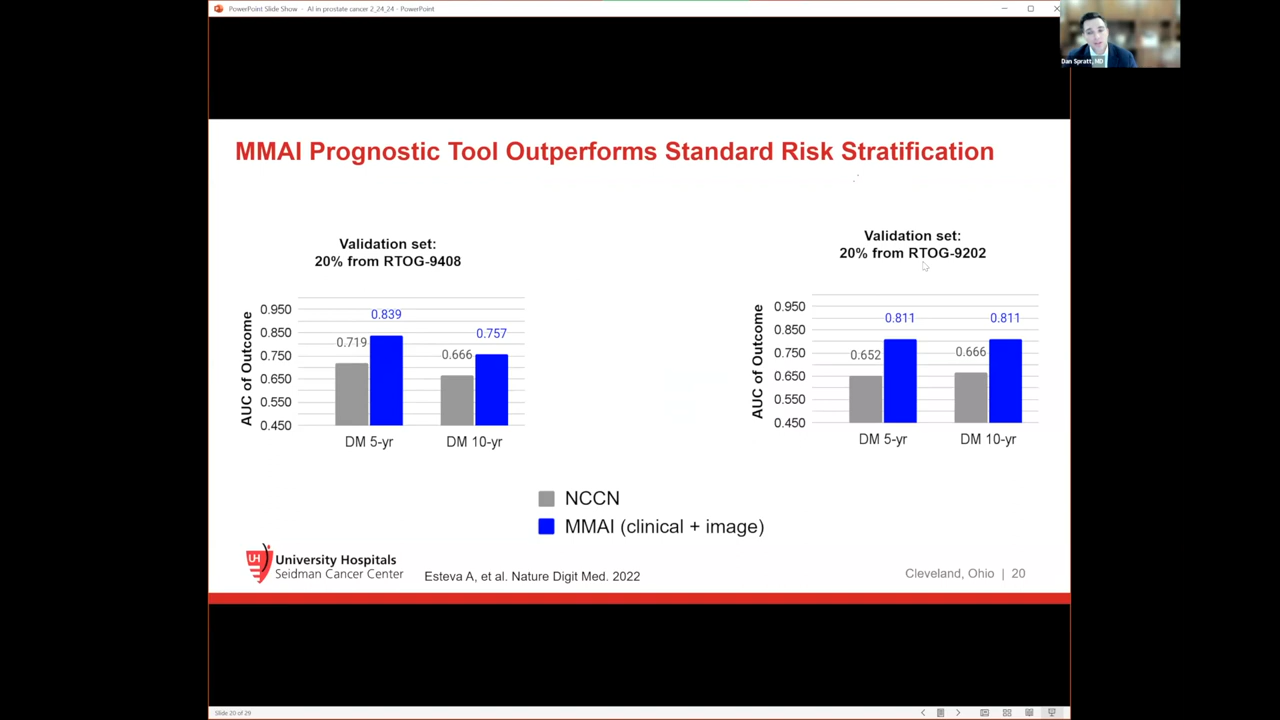 PowerPoint Slide Show - AI in prostate cancer 2_24_24 - PowerPoint
Dan Spratt, MD
MMAI Prognostic Tool Outperforms Standard Risk Stratification
Validation set:
20% from RTOG-9408
AUC of Outcome
0.950
0.850
0.750
0.650
0.550
0.450
0.719
0.839
0.666
0.757
DM 5-yr
DM 10-yr
Validation set:
20% from RTOG-9202
AUC of Outcome
0.950
0.850
0.750
0.650
0.550
0.450
0.652
0.811
0.666
0.811
DM 5-yr
DM 10-yr
NCCN
MMAI (clinical + image)
UH
University Hospitals
Seidman Cancer Center
Esteva A, et al. Nature Digit Med. 2022
Cleveland, Ohio | 20
Slide 20 of 29